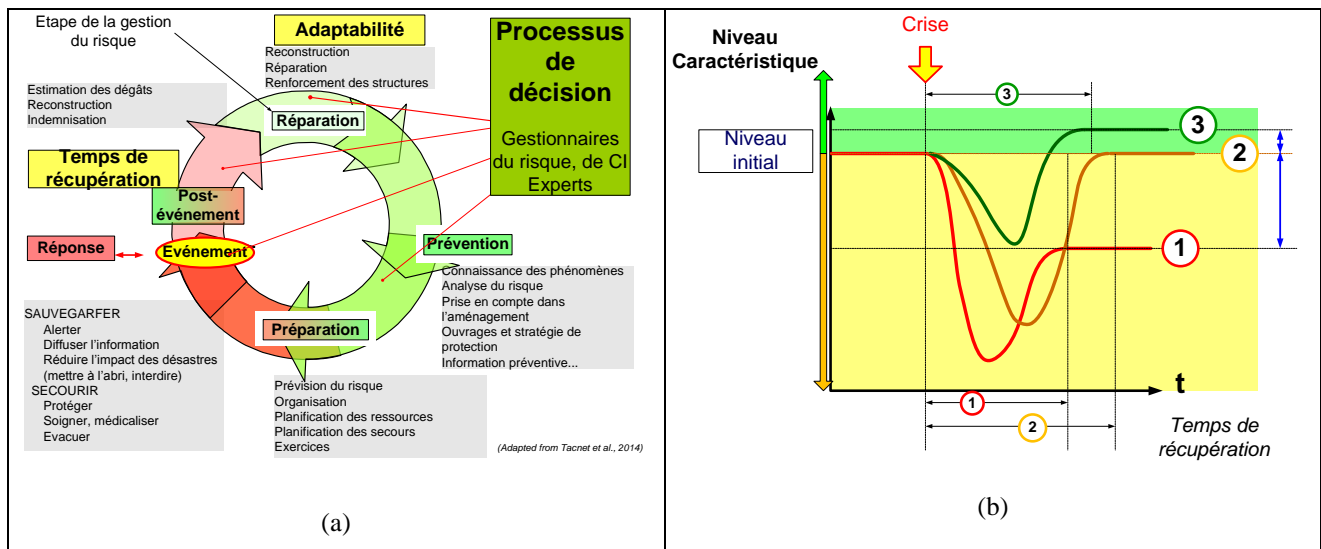 Etape de la gestion
du risque
Adaptabilité
Reconstruction
Réparation
Renforcement des structures
Processus
de
décision
Gestionnaires
du risque, de CI
Experts
Estimation des dégâts
Reconstruction
Indemnisation
Réparation
Temps de
récupération
Post-
événement
Réponse
Evénement
Prévention
Connaissance des phénomènes
Analyse du risque
Prise en compte dans
l'aménagement
Ouvrages et stratégie de
protection
Information préventive...
SAUVEGARFER
Alerter
Diffuser l'information
Réduire l'impact des désastres
(mettre à l'abri, interdire)
SECOURIR
Protéger
Soigner, médicaliser
Evacuer
Préparation
Prévision du risque
Organisation
Planification des ressources
Planification des secours
Exercices
(Adapted from Tacnet et al., 2014)
(a)
Crise
Niveau
Caractéristique
3
3
Niveau
initial
2
1
t
1
2
Temps de
récupération
(b)